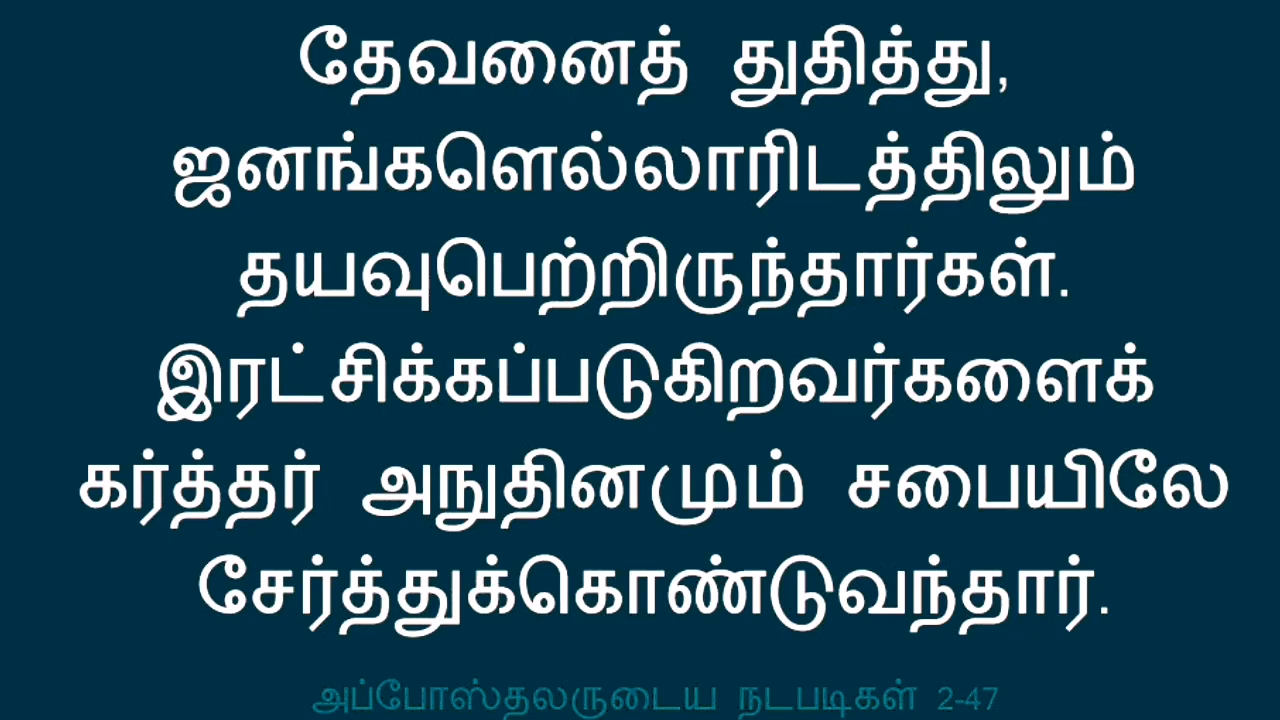 தேவனைத் துதித்து,
ஜனங்களெல்லாரிடத்திலும்
தயவுபெற்றிருந்தார்கள்.
இரட்சிக்கப்படுகிறவர்களைக்
கர்த்தர் அநுதினமும் சபையிலே
சேர்த்துக்கொண்டுவந்தார்.
அப்போஸ்தலருடைய நடபடிகள் 2-47